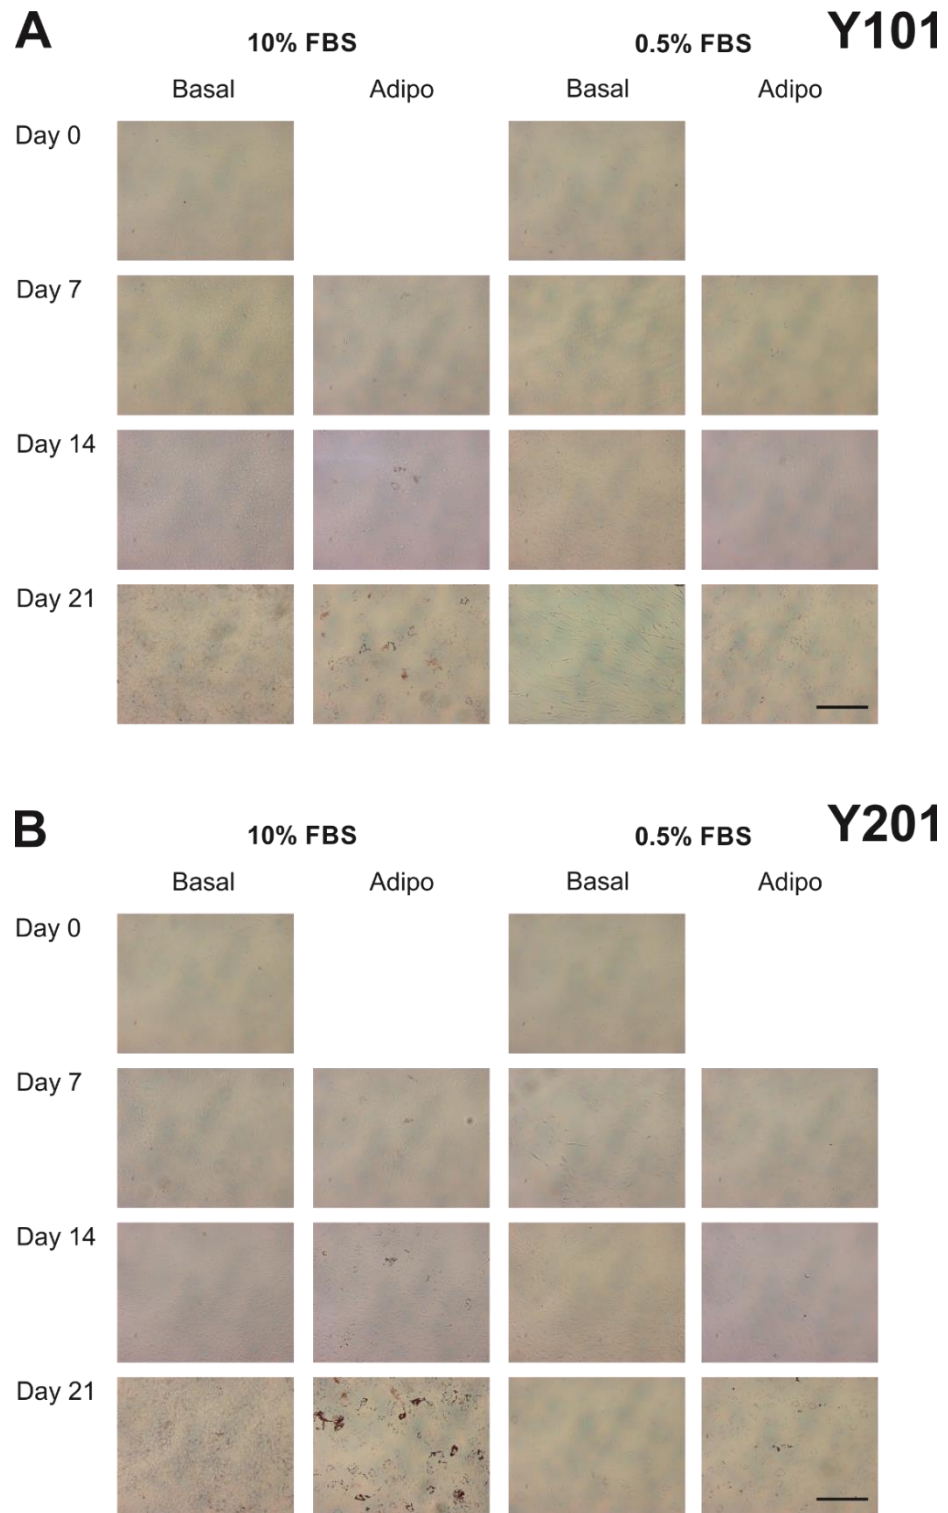 A
Y101
10% FBS
0.5% FBS
Basal
Adipo
Basal
Adipo
Day 0
Day 7
Day 14
Day 21
B
Y201
10% FBS
0.5% FBS
Basal
Adipo
Basal
Adipo
Day 0
Day 7
Day 14
Day 21